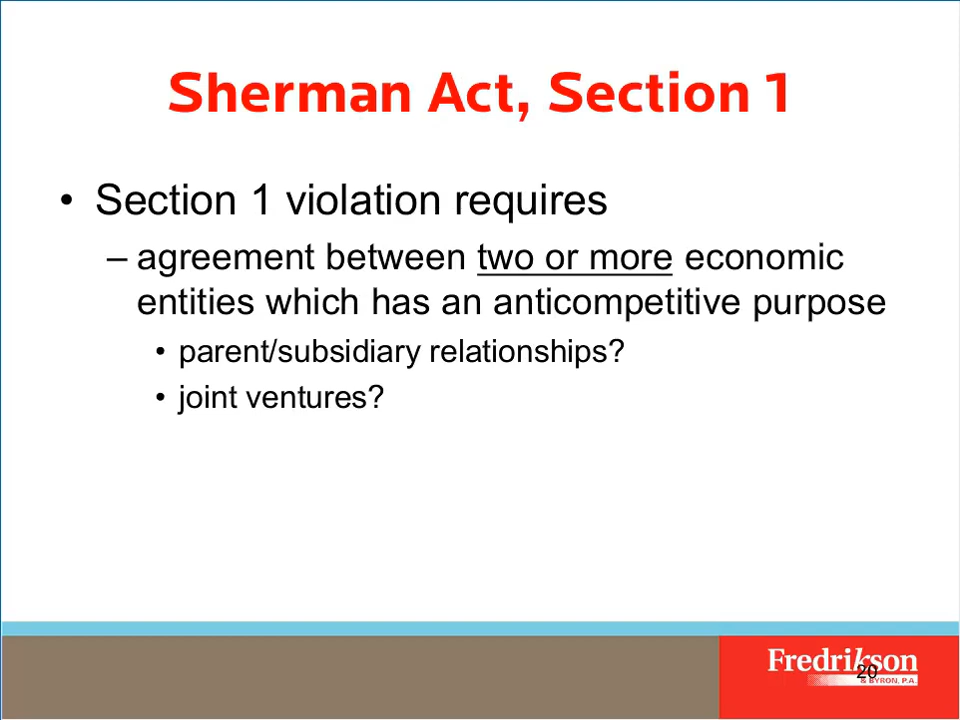 Sherman Act, Section 1
• Section 1 violation requires
– agreement between two or more economic
entities which has an anticompetitive purpose
• parent/subsidiary relationships?
• joint ventures?
Fredrikson
& BYRON, P.A.
20